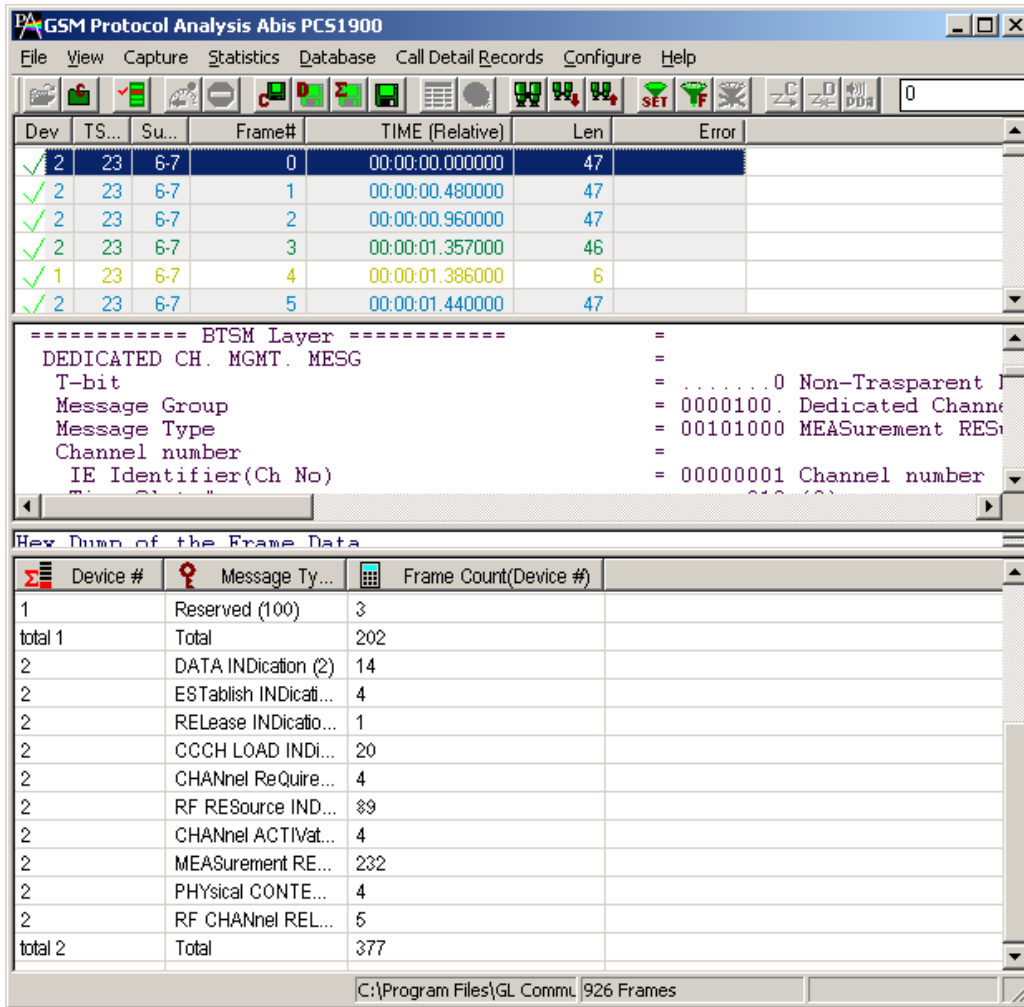 GSM Protocol Analysis Abis PCS1900
File View Capture Statistics Database Call Detail Records Configure Help
0
Dev TS... Su... Frame# TIME (Relative) Len Error
2 23 6-7 0 00:00:00.000000 47
2 23 6-7 1 00:00:00.480000 47
2 23 6-7 2 00:00:00.960000 47
2 23 6-7 3 00:00:01.357000 46
1 23 6-7 4 00:00:01.386000 6
2 23 6-7 5 00:00:01.440000 47
============ BTSM Layer ============ =
DEDICATED CH. MGMT. MESG =
T-bit = .......0 Non-Trasparent
Message Group = 0000100. Dedicated Channe
Message Type = 00101000 MEASurement RES
Channel number =
IE Identifier(Ch No) = 00000001 Channel number
Hex Dump of the Frame Data
Device # Message Ty... Frame Count(Device #)
1 Reserved (100) 3
total 1 Total 202
2 DATA INDication (2) 14
2 ESTablish INDicati... 4
2 RELease INDicatio... 1
2 CCCH LOAD INDi... 20
2 CHANnel ReQuire... 4
2 RF RESource IND... 89
2 CHANnel ACTIVat... 4
2 MEASurement RE... 232
2 PHYsical CONTE... 4
2 RF CHANnel REL... 5
total 2 Total 377
C:\Program Files\GL Commu 926 Frames